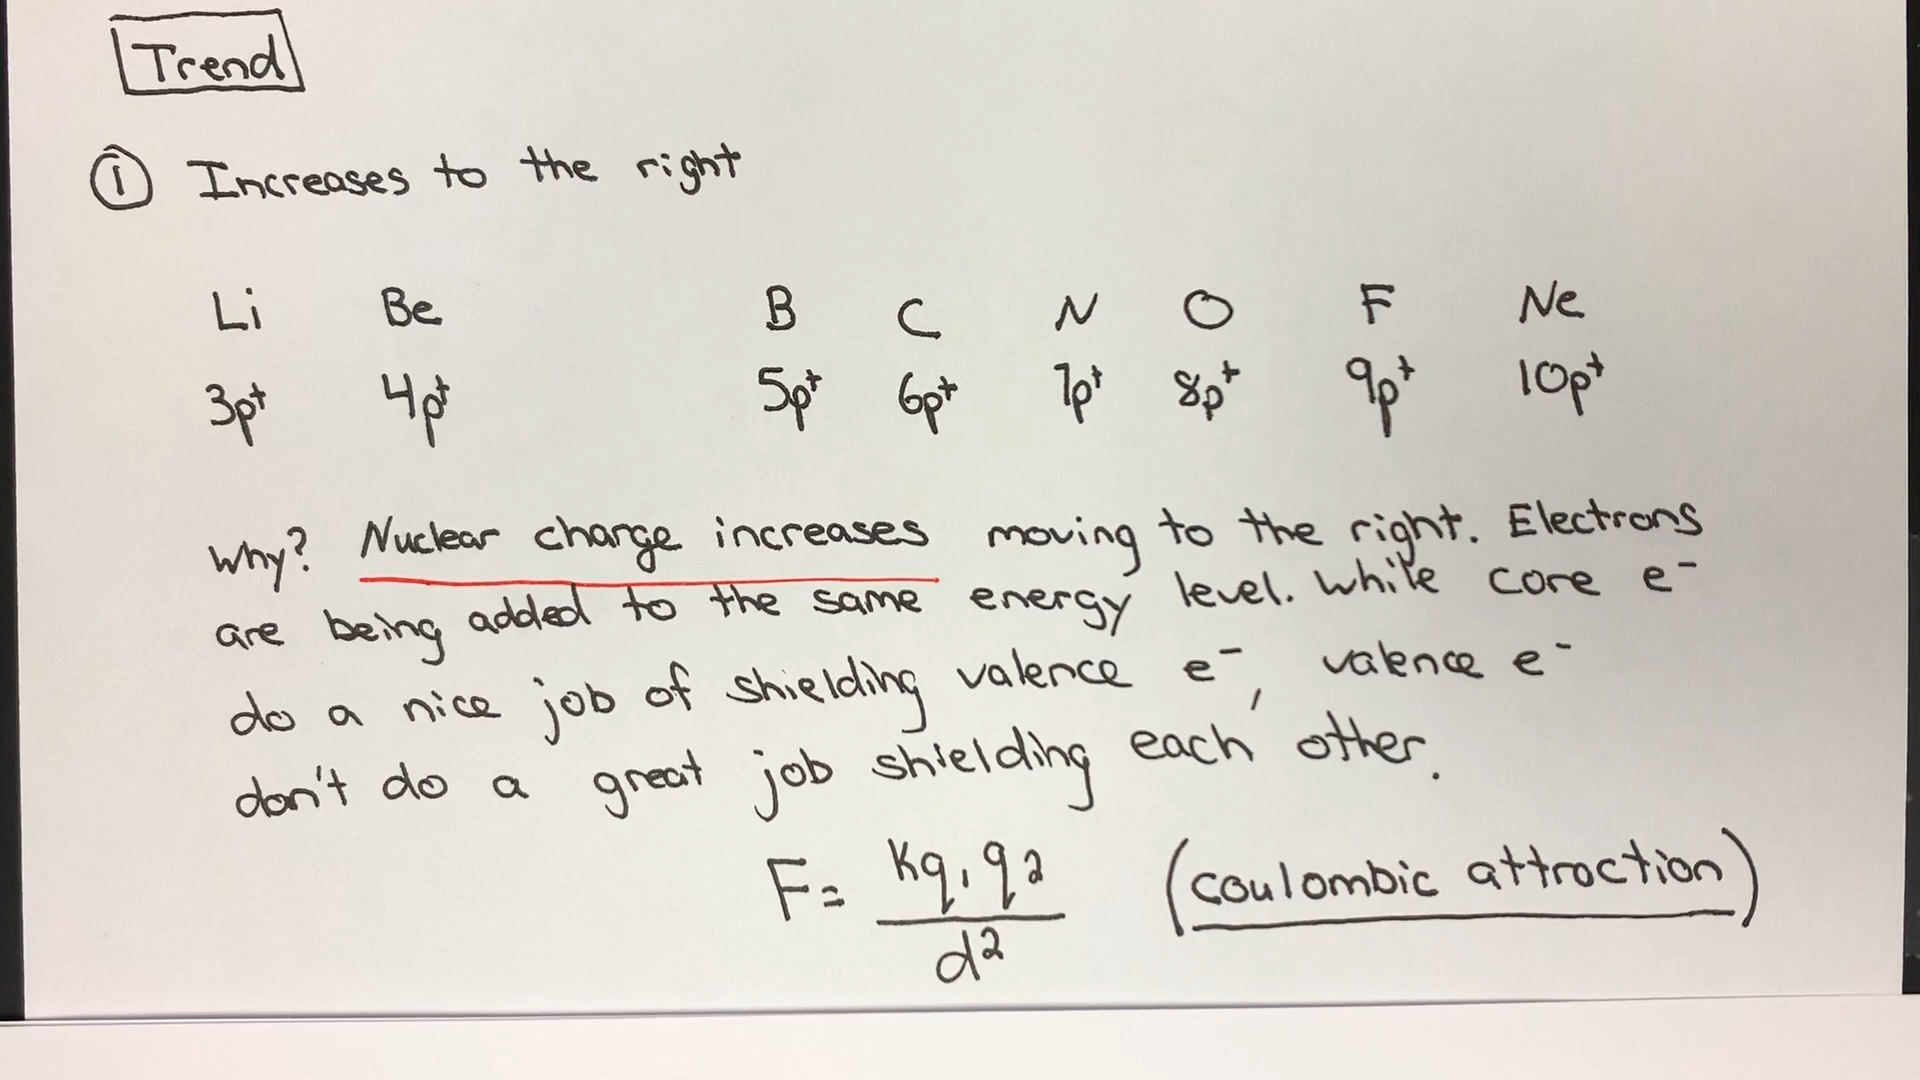 Trend
① Increases to the right
Li Be B C N O F Ne
3p⁺ 4p⁺ 5p⁺ 6p⁺ 7p⁺ 8p⁺ 9p⁺ 10p⁺
Why? Nuclear charge increases moving to the right. Electrons
are being added to the same energy level. While core e⁻
do a nice job of shielding valence e⁻, valence e⁻
don't do a great job shielding each other.
F = Kq₁q₂ / d² (coulombic attraction)